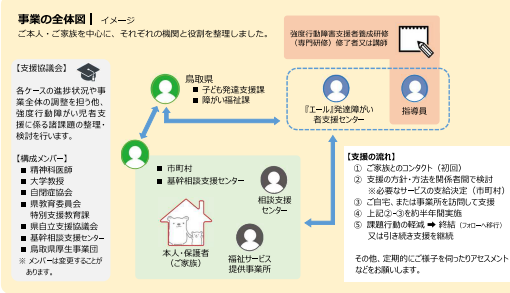 事業の全体図 | イメージ
ご本人・ご家族を中心に、それぞれの機関と役割を整理しました。
【支援協議会】
各ケースの進捗状況や事
業全体の調整を担う他、
強度行動障がい児者支
援に係る諸課題の整理・
検討を行います。
【構成メンバー】
■ 精神科医師
■ 大学教授
■ 自閉症協会
■ 県教育委員会
特別支援教育課
■ 県自立支援協議会
■ 基幹相談支援センター
■ 鳥取県厚生事業団
※ メンバーは変更することが
あります。
鳥取県
■ 子ども発達支援課
■ 障がい福祉課
強度行動障害支援者養成研修
（専門研修）修了者又は講師
『エール』発達障がい
者支援センター
指導員
■ 市町村
■ 基幹相談支援センター
相談支援
センター
本人・保護者
（ご家族）
福祉サービス
提供事業所
【支援の流れ】
① ご家族とのコンタクト（初回）
② 支援の方針・方法を関係者間で検討
※必要なサービスの支給決定（市町村）
③ ご自宅、または事業所を訪問して支援
④ 上記②・③を約半年間実施
⑤ 課題行動の軽減 ➡ 終結（フォローへ移行）
又は引き続き支援を継続
その他、定期的にご様子を伺ったりアセスメント
などをお願いします。